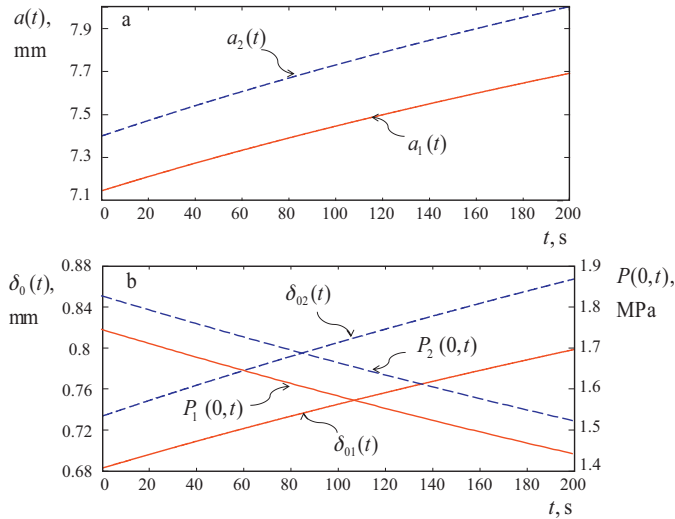 a(t),
mm
a
7.9
7.7
7.5
7.3
7.1
a₂(t)
a₁(t)
0 20 40 60 80 100 120 140 160 180 200
t, s
δ₀(t),
mm
b
0.88
0.84
0.8
0.76
0.72
0.68
δ₀₂(t)
P₂(0,t)
P₁(0,t)
δ₀₁(t)
1.9
1.8
1.7
1.6
1.5
1.4
P(0,t),
MPa
0 20 40 60 80 100 120 140 160 180 200
t, s